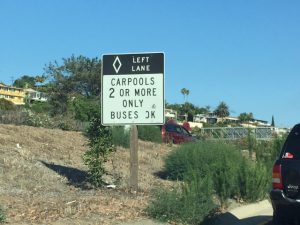 LEFT
LANE
CARPOOLS
2 OR MORE
ONLY
BUSES OK